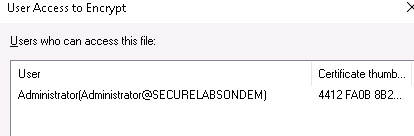 User Access to Encrypt
Users who can access this file:
User Certificate thumb...
Administrator(Administrator@SECURELABSONDEM) 4412 FA0B 8B2...